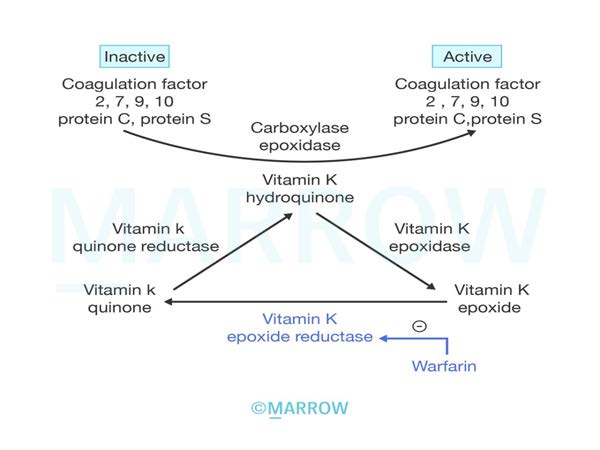 Inactive
Active
Coagulation factor
2, 7, 9, 10
protein C, protein S
Coagulation factor
2 , 7, 9, 10
protein C,protein S
Carboxylase
epoxidase
Vitamin K
hydroquinone
Vitamin k
quinone reductase
Vitamin K
epoxidase
Vitamin k
quinone
Vitamin K
epoxide
Vitamin K
epoxide reductase
Warfarin
MARROW
©MARROW